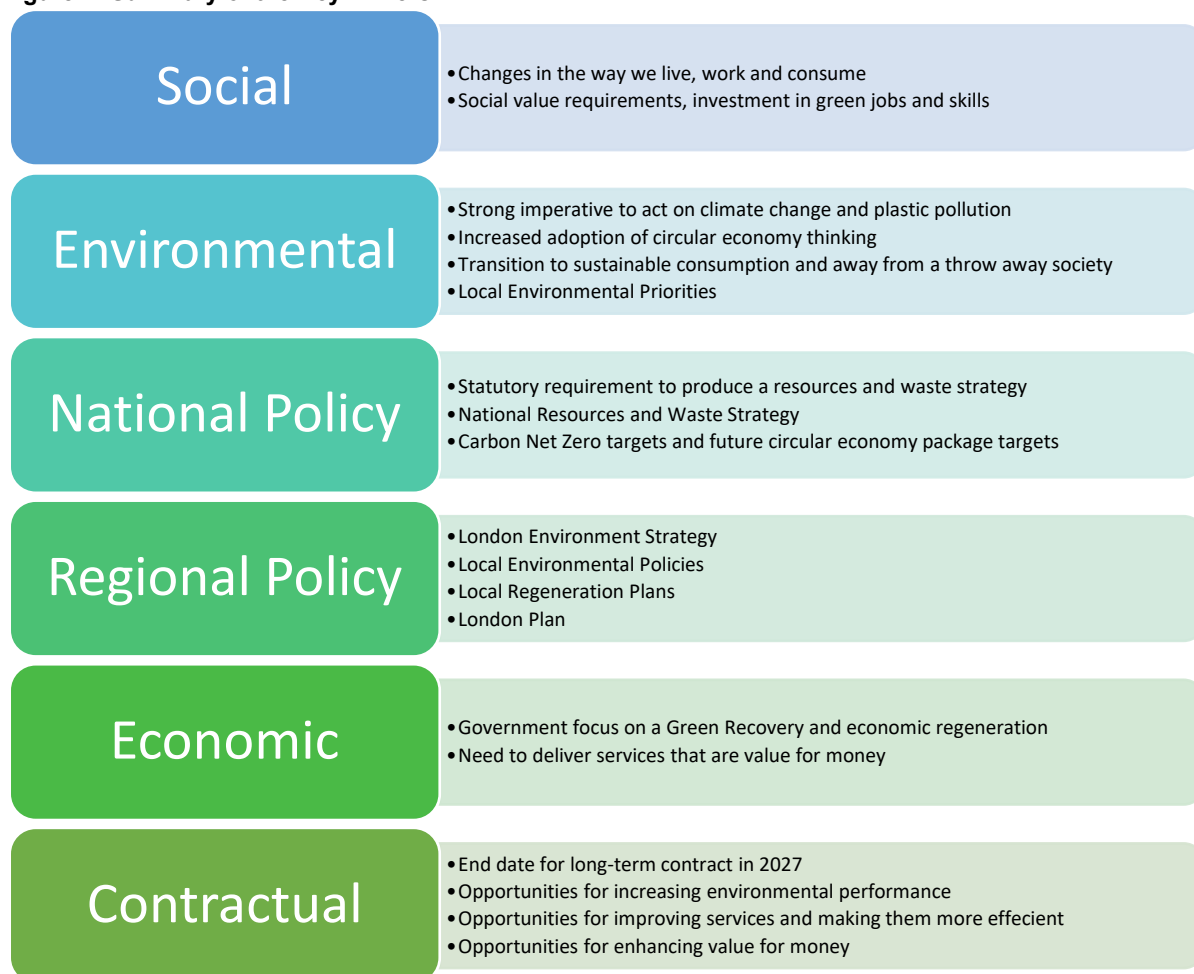 Social
•Changes in the way we live, work and consume
•Social value requirements, investment in green jobs and skills
Environmental
•Strong imperative to act on climate change and plastic pollution
•Increased adoption of circular economy thinking
•Transition to sustainable consumption and away from a throw away society
•Local Environmental Priorities
National Policy
•Statutory requirement to produce a resources and waste strategy
•National Resources and Waste Strategy
•Carbon Net Zero targets and future circular economy package targets
Regional Policy
•London Environment Strategy
•Local Environmental Policies
•Local Regeneration Plans
•London Plan
Economic
•Government focus on a Green Recovery and economic regeneration
•Need to deliver services that are value for money
Contractual
•End date for long-term contract in 2027
•Opportunities for increasing environmental performance
•Opportunities for improving services and making them more effecient
•Opportunities for enhancing value for money